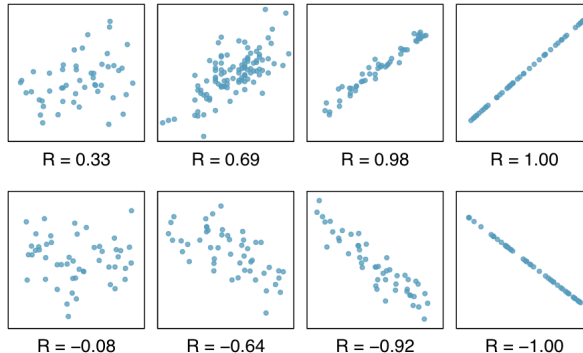 R = 0.33
R = 0.69
R = 0.98
R = 1.00
R = −0.08
R = −0.64
R = −0.92
R = −1.00